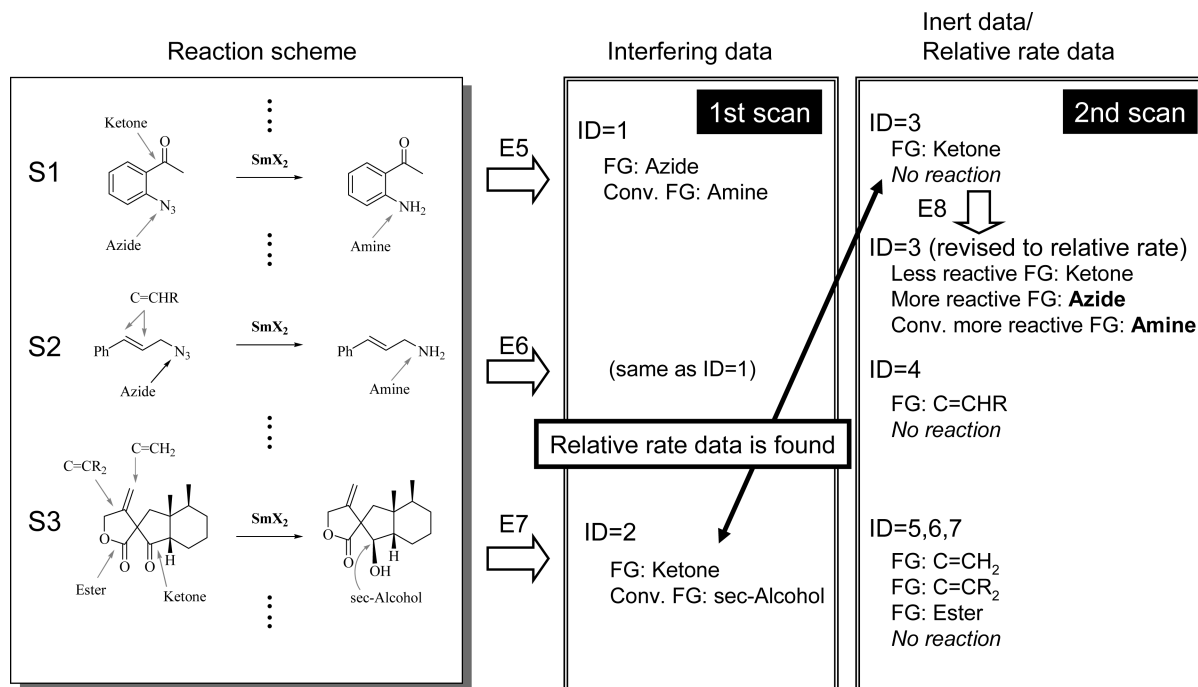 Reaction scheme
Interfering data
Inert data/
Relative rate data
S1
Ketone
O
N3
Azide
SmX2
O
NH2
Amine
E5
1st scan
ID=1
FG: Azide
Conv. FG: Amine
2nd scan
ID=3
FG: Ketone
No reaction
E8
ID=3 (revised to relative rate)
Less reactive FG: Ketone
More reactive FG: Azide
Conv. more reactive FG: Amine
S2
C=CHR
Ph
N3
Azide
SmX2
Ph
NH2
Amine
E6
(same as ID=1)
ID=4
FG: C=CHR
No reaction
Relative rate data is found
S3
C=CH2
C=CR2
O
O
O
H
Ester
Ketone
SmX2
O
O
OH
H
sec-Alcohol
E7
ID=2
FG: Ketone
Conv. FG: sec-Alcohol
ID=5,6,7
FG: C=CH2
FG: C=CR2
FG: Ester
No reaction